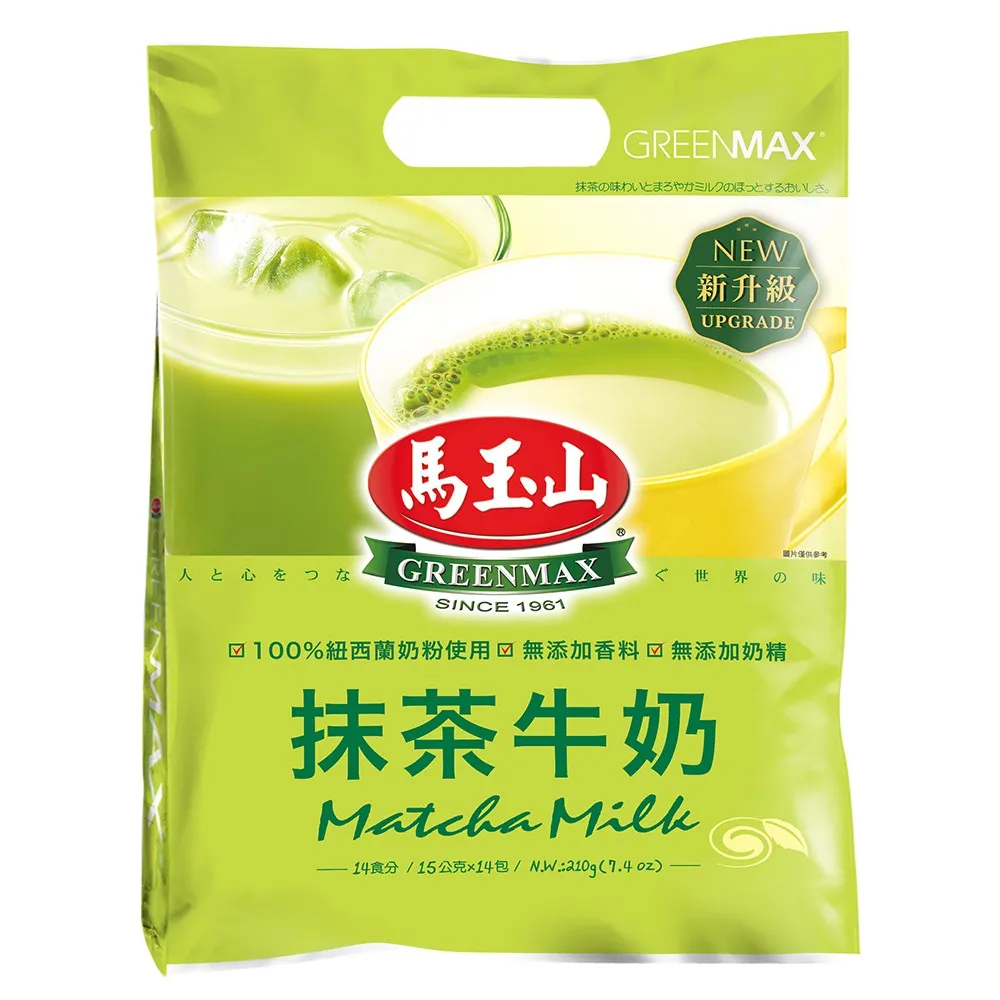 GREENMAX®
抹茶の味わいとまろやかミルクのほっとするおいしさ。
NEW
新升級
UPGRADE
馬玉山®
圖片僅供參考
人と心をつな
GREENMAX
ぐ世界の味
SINCE 1961
☑100%紐西蘭奶粉使用☑無添加香料☑無添加奶精
抹茶牛奶
Matcha Milk
14食分 / 15公克×14包 / N.W.:210g(7.4 oz)
GREENMAX